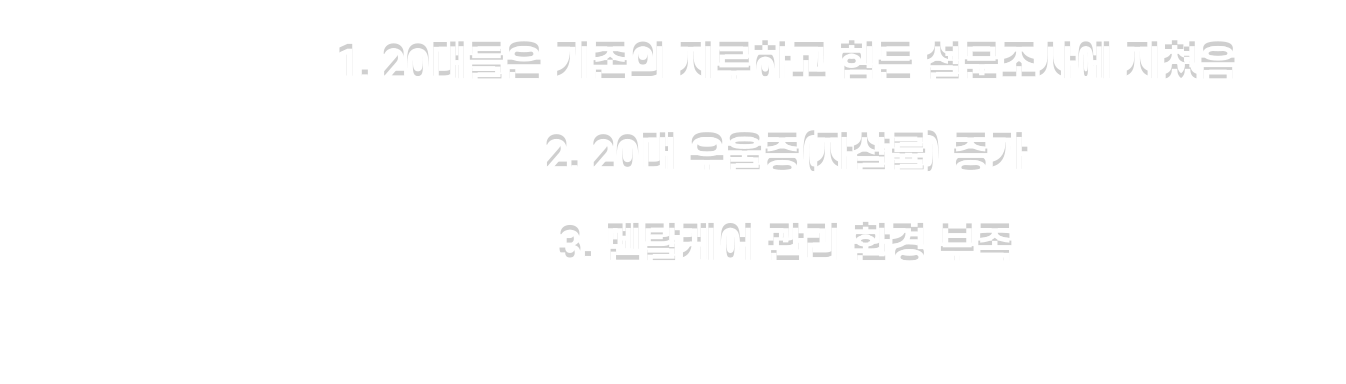 1. 20대들은 기존의 지루하고 힘든 설문조사에 지쳤음
2. 20대 우울증(자살률) 증가
3. 멘탈케어 관리 환경 부족